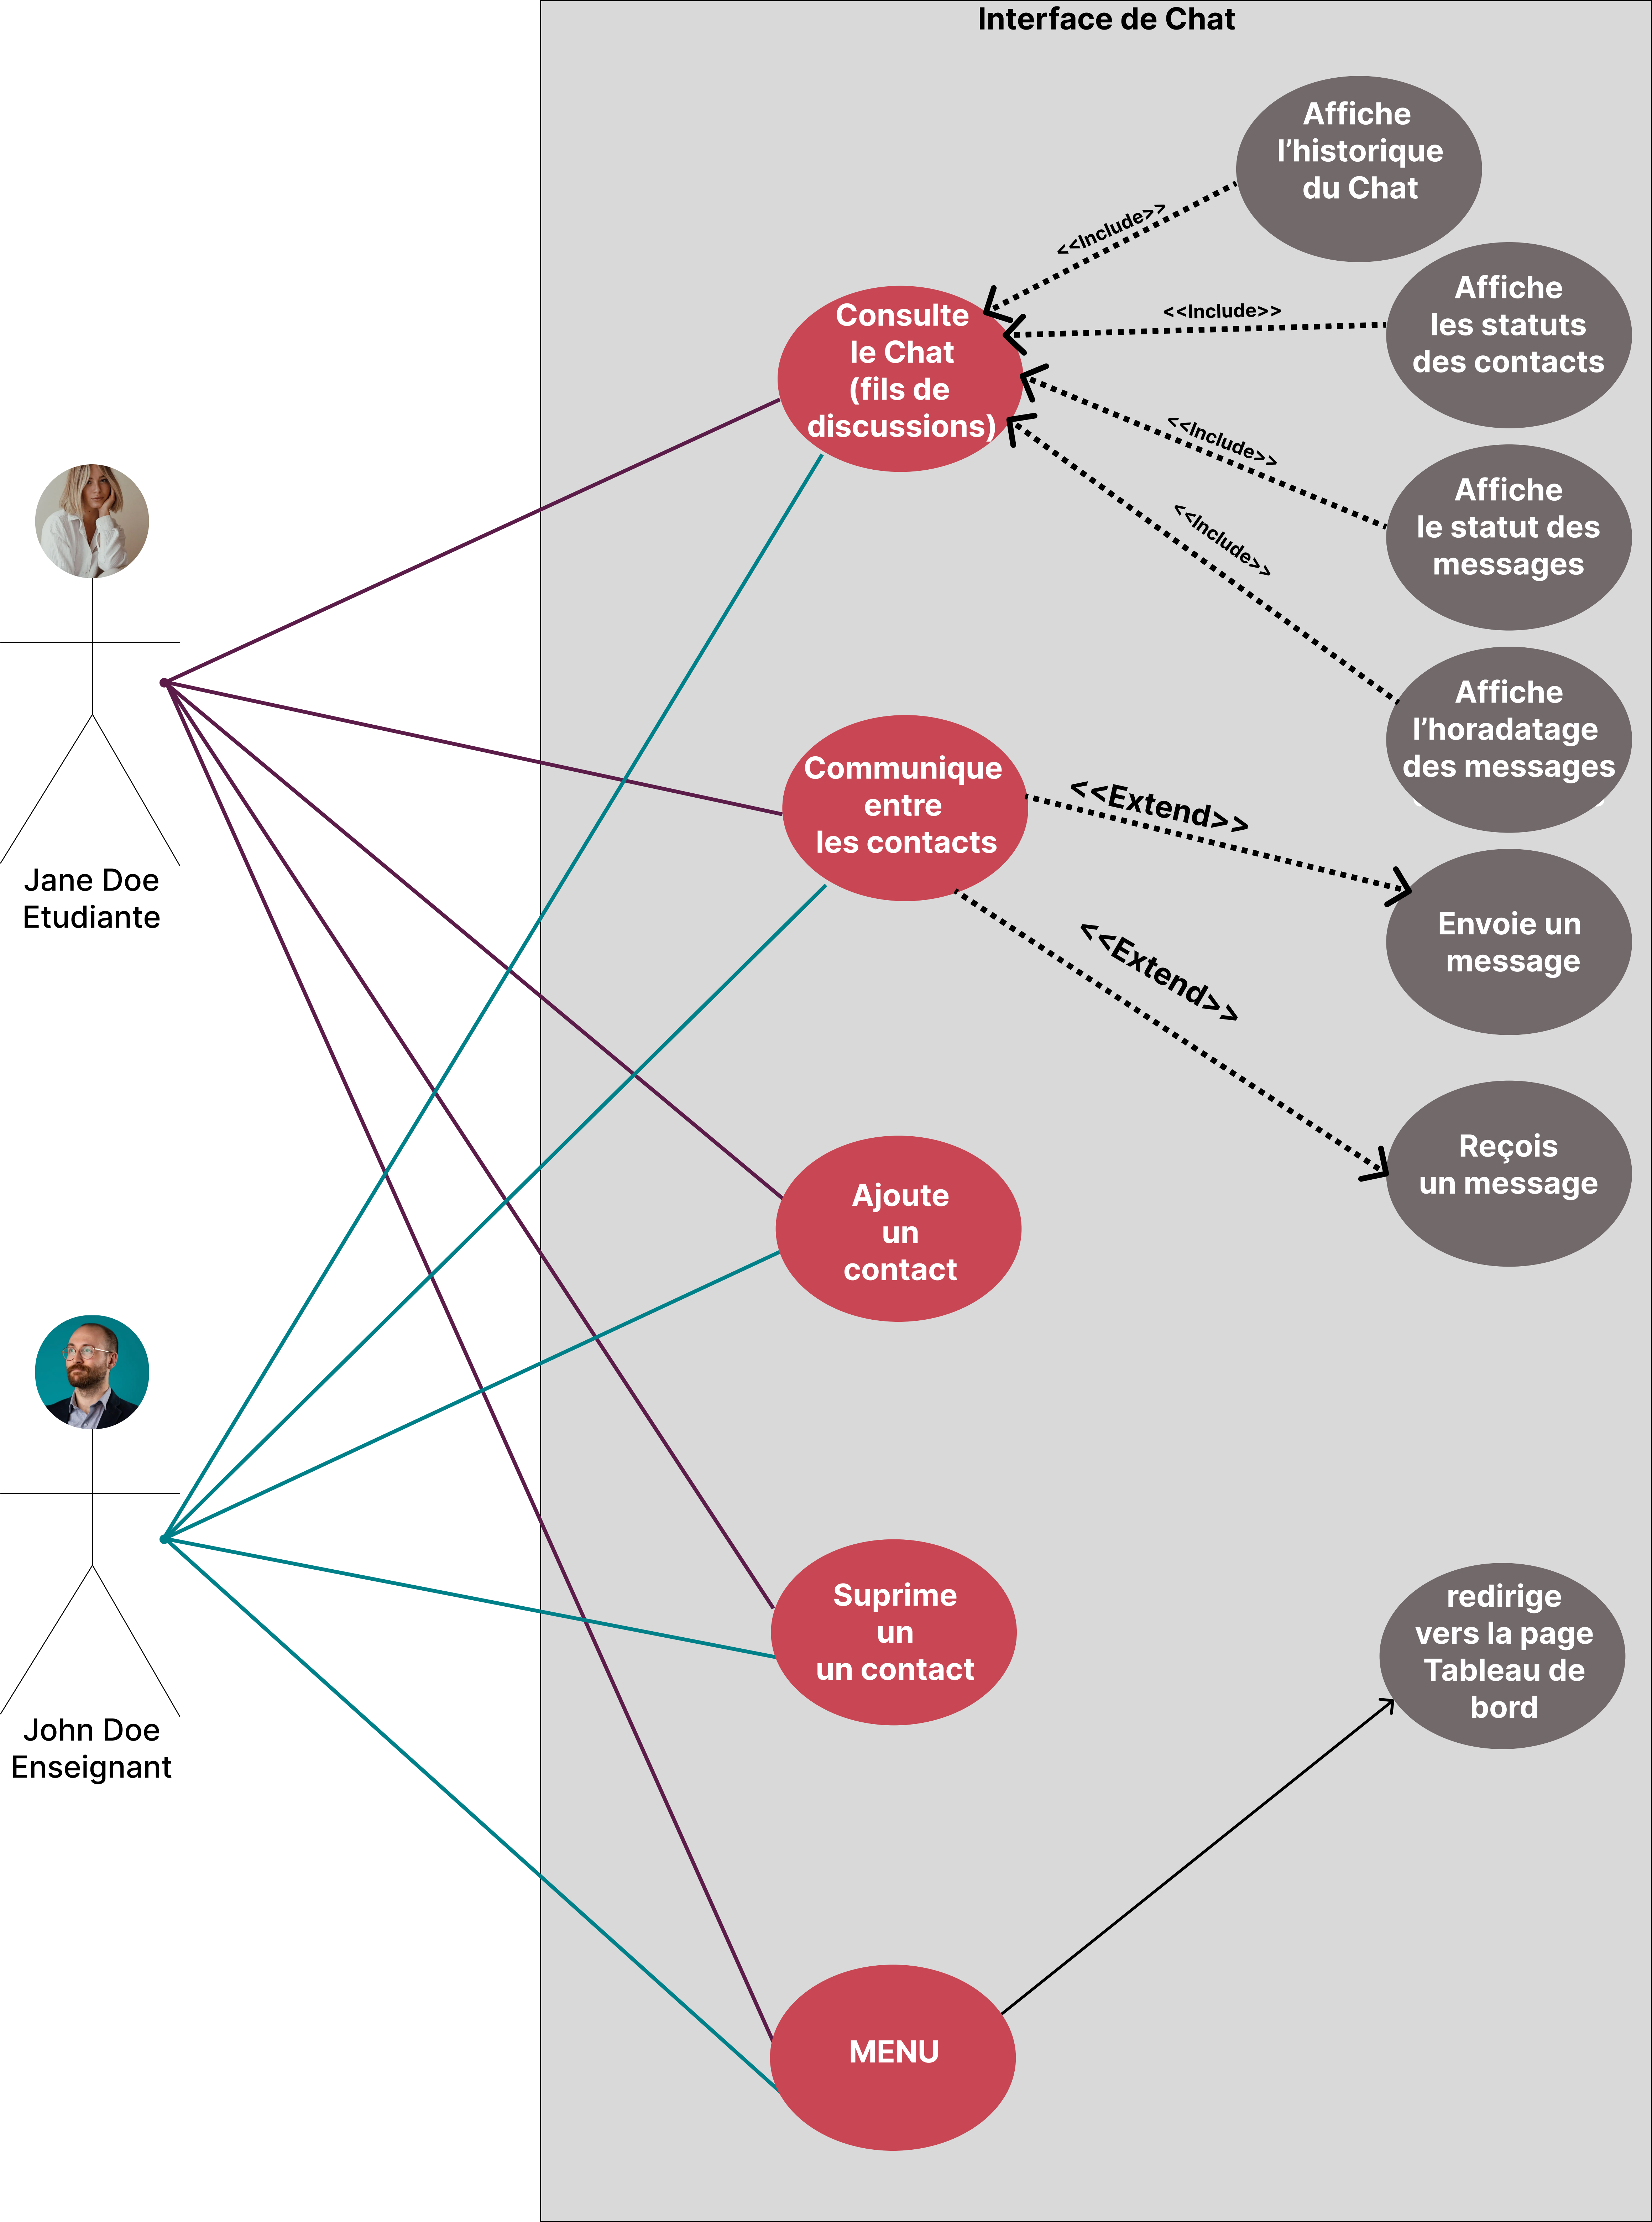 Interface de Chat
Affiche
l’historique
du Chat
<<Include>>
Affiche
les statuts
des contacts
<<Include>>
Consulte
le Chat
(fils de
discussions)
<<Include>>
Affiche
le statut des
messages
<<Include>>
Affiche
l’horadatage
des messages
Communique
entre
les contacts
<<Extend>>
Jane Doe
Etudiante
Envoie un
message
<<Extend>>
Reçois
un message
Ajoute
un
contact
Suprime
un
un contact
redirige
vers la page
Tableau de
bord
John Doe
Enseignant
MENU